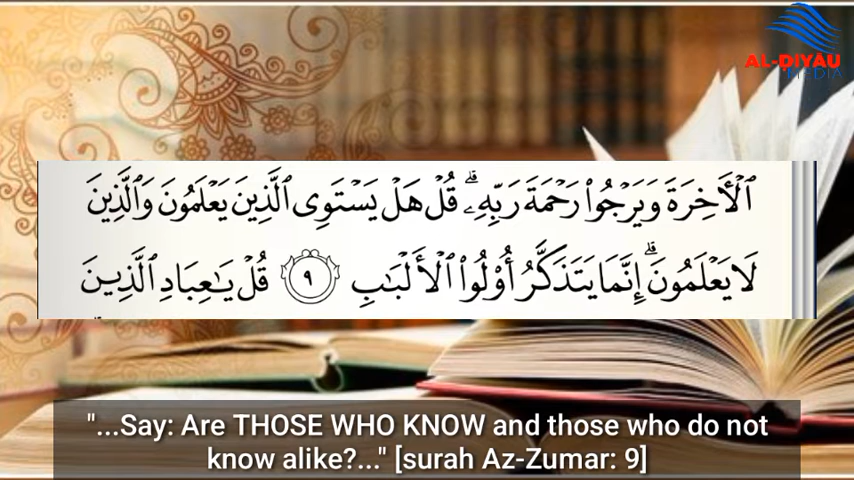 AL-ḌIYĀU
MEDIA
ٱلْأَخِرَةَ وَيَرْجُوا۟ رَحْمَةَ رَبِّهِۦ ۗ قُلْ هَلْ يَسْتَوِى ٱلَّذِينَ يَعْلَمُونَ وَٱلَّذِينَ
لَا يَعْلَمُونَ ۗ إِنَّمَا يَتَذَكَّرُ أُو۟لُوا۟ ٱلْأَلْبَٰبِ ٩ قُلْ يَٰعِبَادِ ٱلَّذِينَ
"...Say: Are THOSE WHO KNOW and those who do not
know alike?..." [surah Az-Zumar: 9]